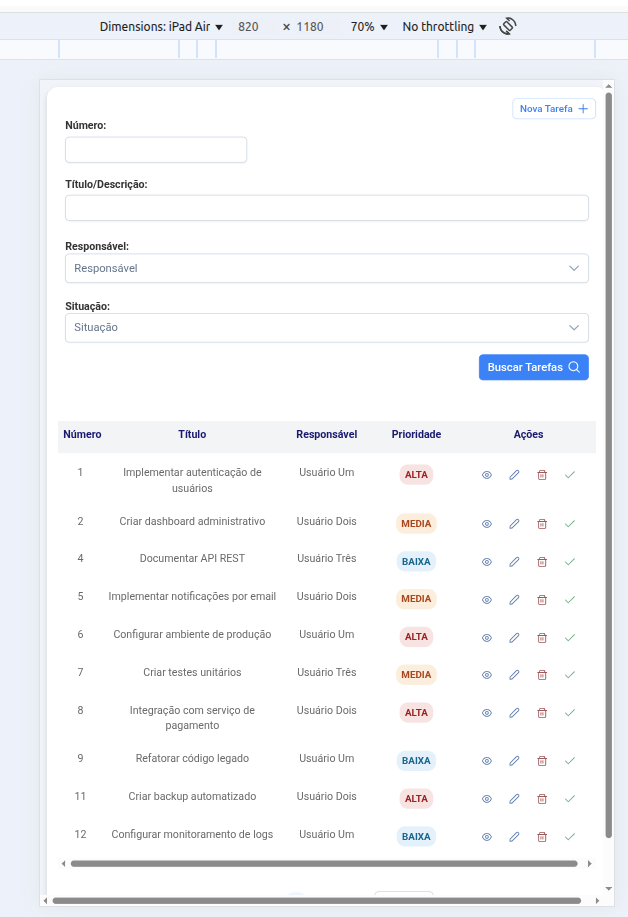 Dimensions: iPad Air 820 × 1180 70% No throttling
Nova Tarefa
Número:
Título/Descrição:
Responsável:
Responsável
Situação:
Situação
Buscar Tarefas
Número Título Responsável Prioridade Ações
1 Implementar autenticação de Usuário Um ALTA
usuários
2 Criar dashboard administrativo Usuário Dois MEDIA
4 Documentar API REST Usuário Três BAIXA
5 Implementar notificações por email Usuário Dois MEDIA
6 Configurar ambiente de produção Usuário Um ALTA
7 Criar testes unitários Usuário Três MEDIA
8 Integração com serviço de Usuário Dois ALTA
pagamento
9 Refatorar código legado Usuário Um BAIXA
11 Criar backup automatizado Usuário Dois ALTA
12 Configurar monitoramento de logs Usuário Um BAIXA